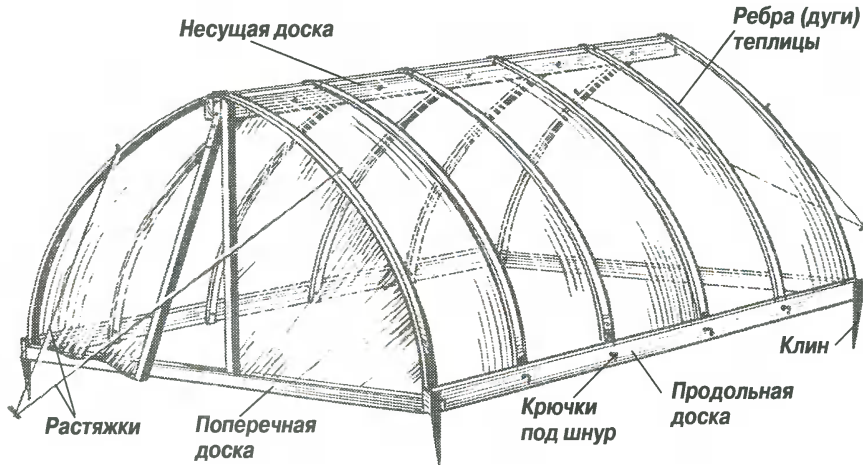 Несущая доска
Ребра (дуги)
теплицы
Клин
Продольная
доска
Крючки
под шнур
Поперечная
доска
Растяжки